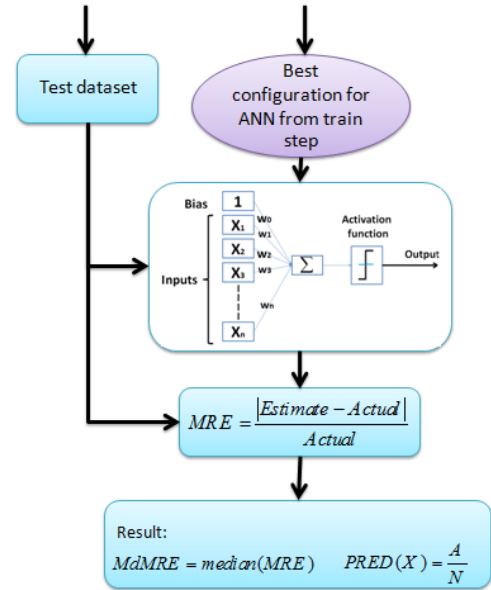 Test dataset
Best
configuration for
ANN from train
step
Bias
1
Inputs
X1
X2
X3
Xn
w0
w1
w2
w3
wn
Σ
Activation
function
Output
MRE = |Estimate − Actual| / Actual
Result:
MdMRE = median(MRE) PRED(X) = A / N